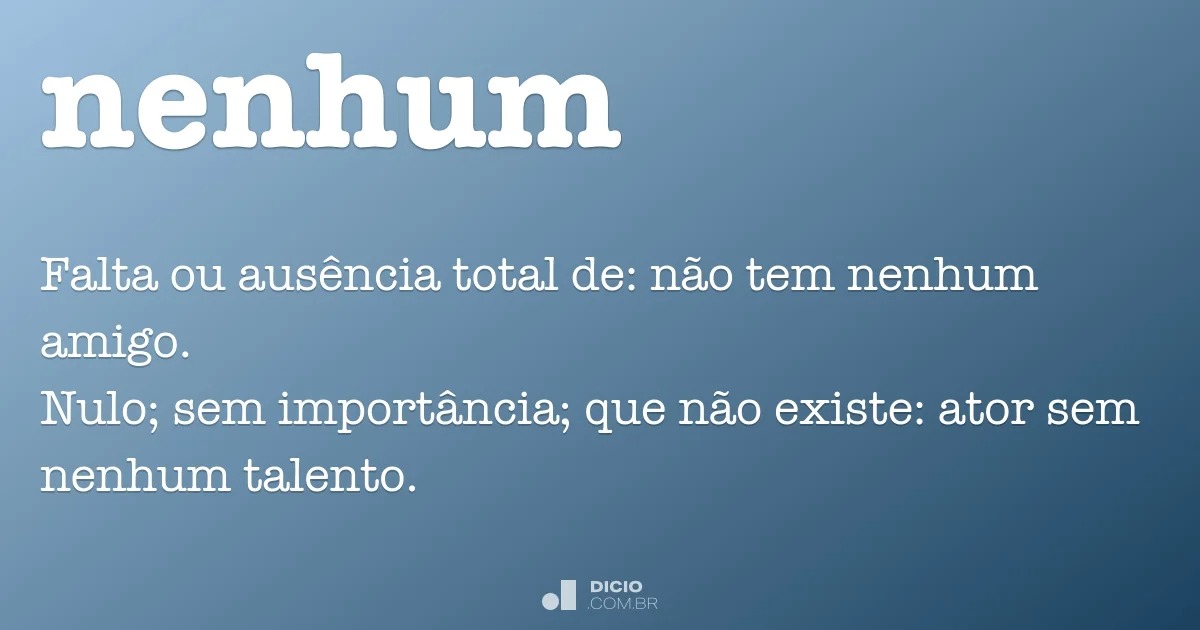 nenhum
Falta ou ausência total de: não tem nenhum
amigo.
Nulo; sem importância; que não existe: ator sem
nenhum talento.
DICIO
.COM.BR